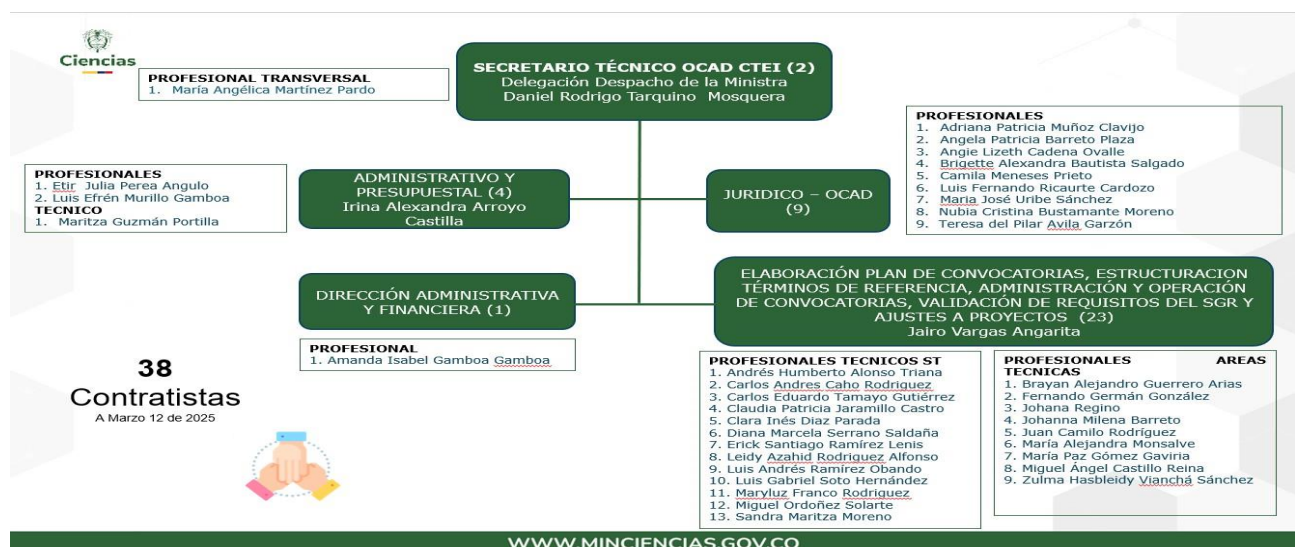 Ciencias
PROFESIONAL TRANSVERSAL
1. María Angélica Martínez Pardo
SECRETARIO TÉCNICO OCAD CTEI (2)
Delegación Despacho de la Ministra
Daniel Rodrigo Tarquino Mosquera
PROFESIONALES
1. Etir Julia Perea Angulo
2. Luis Efrén Murillo Gamboa
TECNICO
1. Maritza Guzmán Portilla
ADMINISTRATIVO Y
PRESUPUESTAL (4)
Irina Alexandra Arroyo
Castilla
JURIDICO – OCAD
(9)
PROFESIONALES
1. Adriana Patricia Muñoz Clavijo
2. Angela Patricia Barreto Plaza
3. Angie Lizeth Cadena Ovalle
4. Brigette Alexandra Bautista Salgado
5. Camila Meneses Prieto
6. Luis Fernando Ricaurte Cardozo
7. Maria José Uribe Sánchez
8. Nubia Cristina Bustamante Moreno
9. Teresa del Pilar Avila Garzón
DIRECCIÓN ADMINISTRATIVA
Y FINANCIERA (1)
PROFESIONAL
1. Amanda Isabel Gamboa Gamboa
ELABORACIÓN PLAN DE CONVOCATORIAS, ESTRUCTURACION
TÉRMINOS DE REFERENCIA, ADMINISTRACIÓN Y OPERACIÓN
DE CONVOCATORIAS, VALIDACIÓN DE REQUISITOS DEL SGR Y
AJUSTES A PROYECTOS (23)
Jairo Vargas Angarita
PROFESIONALES TECNICOS ST
1. Andrés Humberto Alonso Triana
2. Carlos Andres Caho Rodriguez
3. Carlos Eduardo Tamayo Gutiérrez
4. Claudia Patricia Jaramillo Castro
5. Clara Inés Diaz Parada
6. Diana Marcela Serrano Saldaña
7. Erick Santiago Ramírez Lenis
8. Leidy Azahid Rodriguez Alfonso
9. Luis Andrés Ramírez Obando
10. Luis Gabriel Soto Hernández
11. Maryluz Franco Rodriguez
12. Miguel Ordoñez Solarte
13. Sandra Maritza Moreno
PROFESIONALES AREAS
TECNICAS
1. Brayan Alejandro Guerrero Arias
2. Fernando Germán González
3. Johana Regino
4. Johanna Milena Barreto
5. Juan Camilo Rodríguez
6. María Alejandra Monsalve
7. María Paz Gómez Gaviria
8. Miguel Ángel Castillo Reina
9. Zulma Hasbleidy Vianchá Sánchez
38
Contratistas
A Marzo 12 de 2025
WWW.MINCIENCIAS.GOV.CO